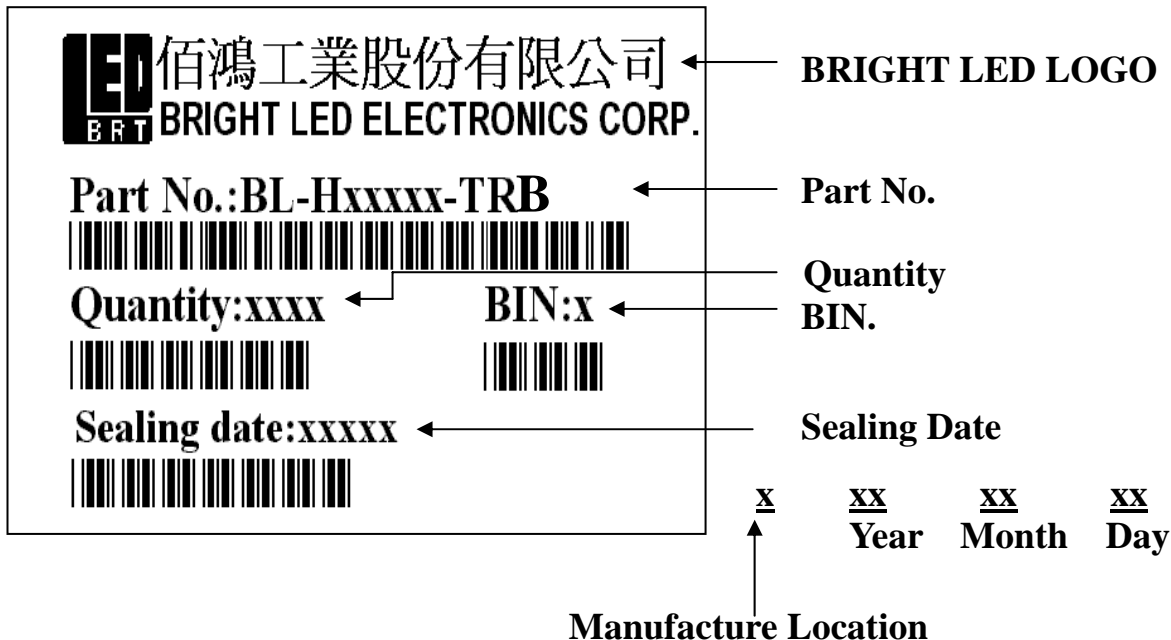 LED 佰鴻工業股份有限公司 BRIGHT LED LOGO
BRT BRIGHT LED ELECTRONICS CORP.
Part No.:BL-Hxxxxx-TRB Part No.
Quantity
Quantity:xxxx BIN:x BIN.
Sealing date:xxxxx Sealing Date
x xx xx xx
Year Month Day
Manufacture Location